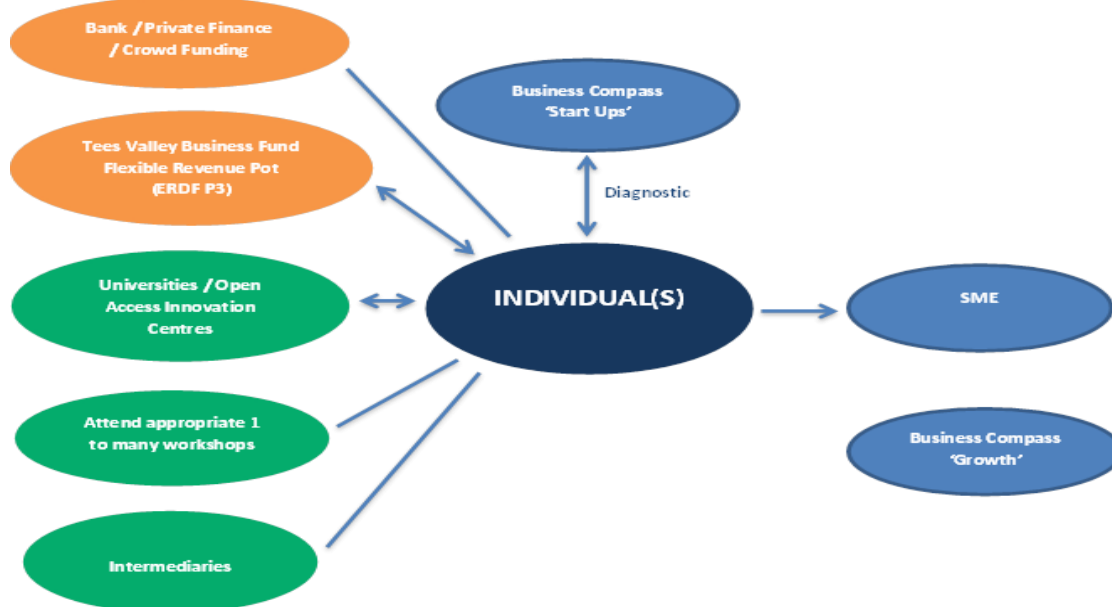 Bank / Private Finance
/ Crowd Funding
Business Compass
'Start Ups'
Tees Valley Business Fund
Flexible Revenue Pot
(ERDF P3)
Diagnostic
Universities / Open
Access Innovation
Centres
INDIVIDUAL(S)
SME
Attend appropriate 1
to many workshops
Business Compass
'Growth'
Intermediaries